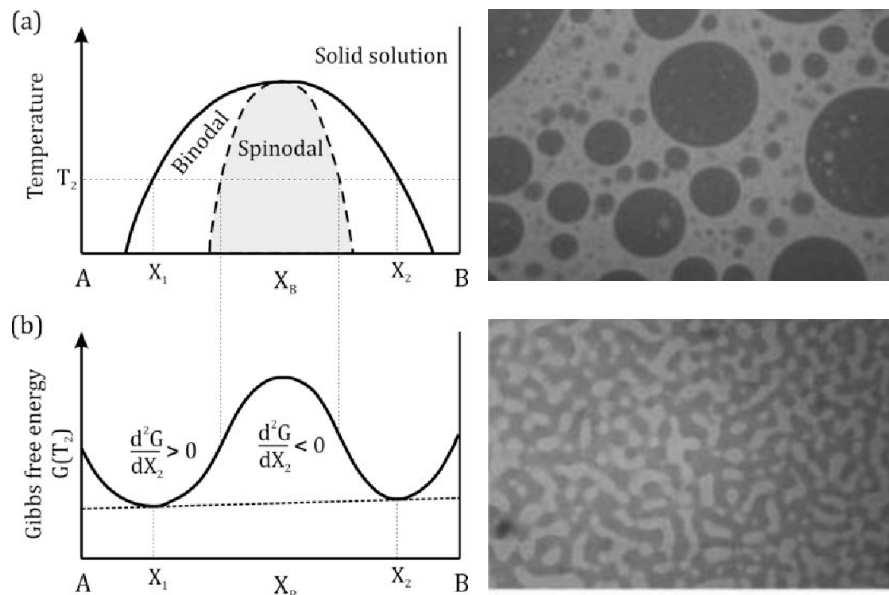 (a)
Solid solution
Temperature
Binodal
Spinodal
T₂
A
X₁
X_B
X₂
B
(b)
Gibbs free energy
G(T₂)
d²G
dX₂
> 0
d²G
dX₂
< 0
A
X₁
X₂
B